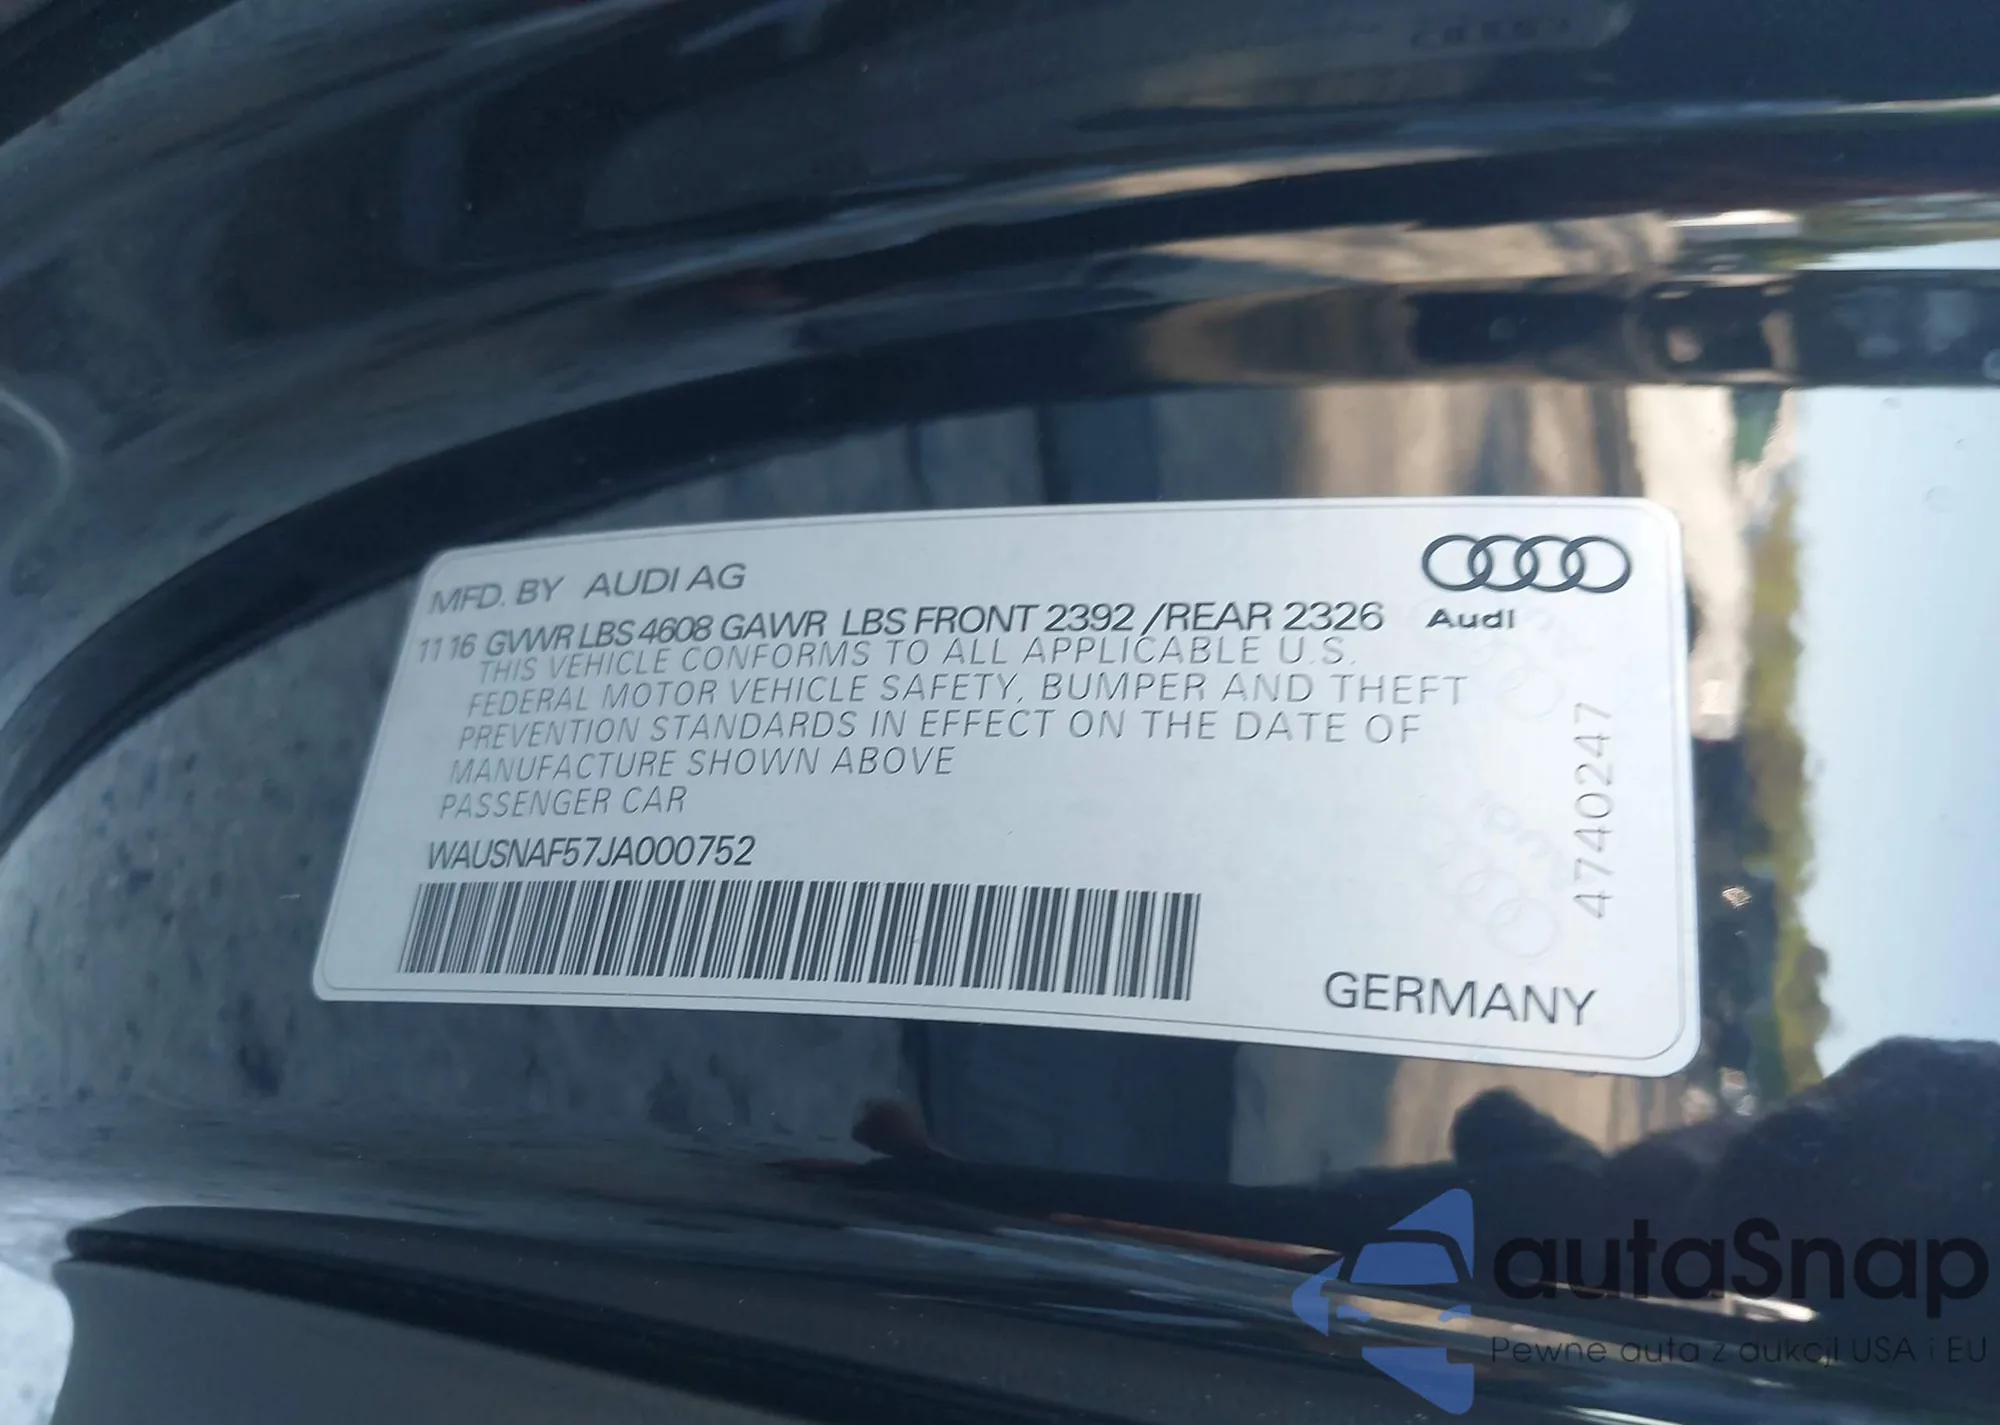 MFD. BY AUDI AG
11 16 GVWR LBS 4608 GAWR LBS FRONT 2392 /REAR 2326
Audi
THIS VEHICLE CONFORMS TO ALL APPLICABLE U.S.
FEDERAL MOTOR VEHICLE SAFETY, BUMPER AND THEFT
PREVENTION STANDARDS IN EFFECT ON THE DATE OF
MANUFACTURE SHOWN ABOVE
PASSENGER CAR
WAUSNAF57JA000752
4740247
GERMANY
autaSnap
Pewne auta z aukcji USA i EU